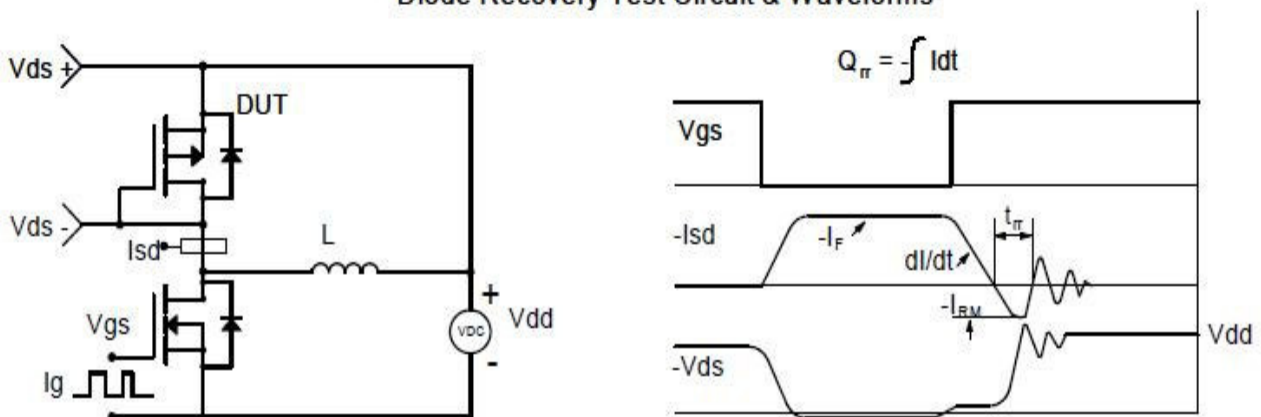 Diode Recovery Test Circuit & Waveforms
Vds +
DUT
Vds -
Isd
L
Vgs
Ig
+
VDC
Vdd
-
Qrr = -∫ Idt
Vgs
-Isd
-IF
dI/dt
trr
-IRM
Vdd
-Vds